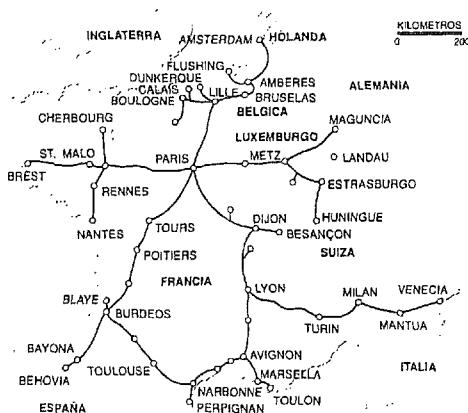 KILOMETROS
0 200
INGLATERRA
AMSTERDAM
HOLANDA
FLUSHING
DUNKERQUE
CALAIS
BOULOGNE
LILLE
AMBERES
BRUSELAS
BELGICA
ALEMANIA
CHERBOURG
LUXEMBURGO
MAGUNCIA
ST. MALO
PARIS
METZ
LANDAU
BREST
RENNES
ESTRASBURGO
NANTES
TOURS
DIJON
HUNINGUE
BESANÇON
POITIERS
SUIZA
FRANCIA
BLAYE
BURDEOS
LYON
MILAN
VENECIA
TURIN
MANTUA
BAYONA
BEHOVIA
TOULOUSE
AVIGNON
MARSELLA
ITALIA
NARBONNE
TOULON
PERPIGNAN
ESPAÑA